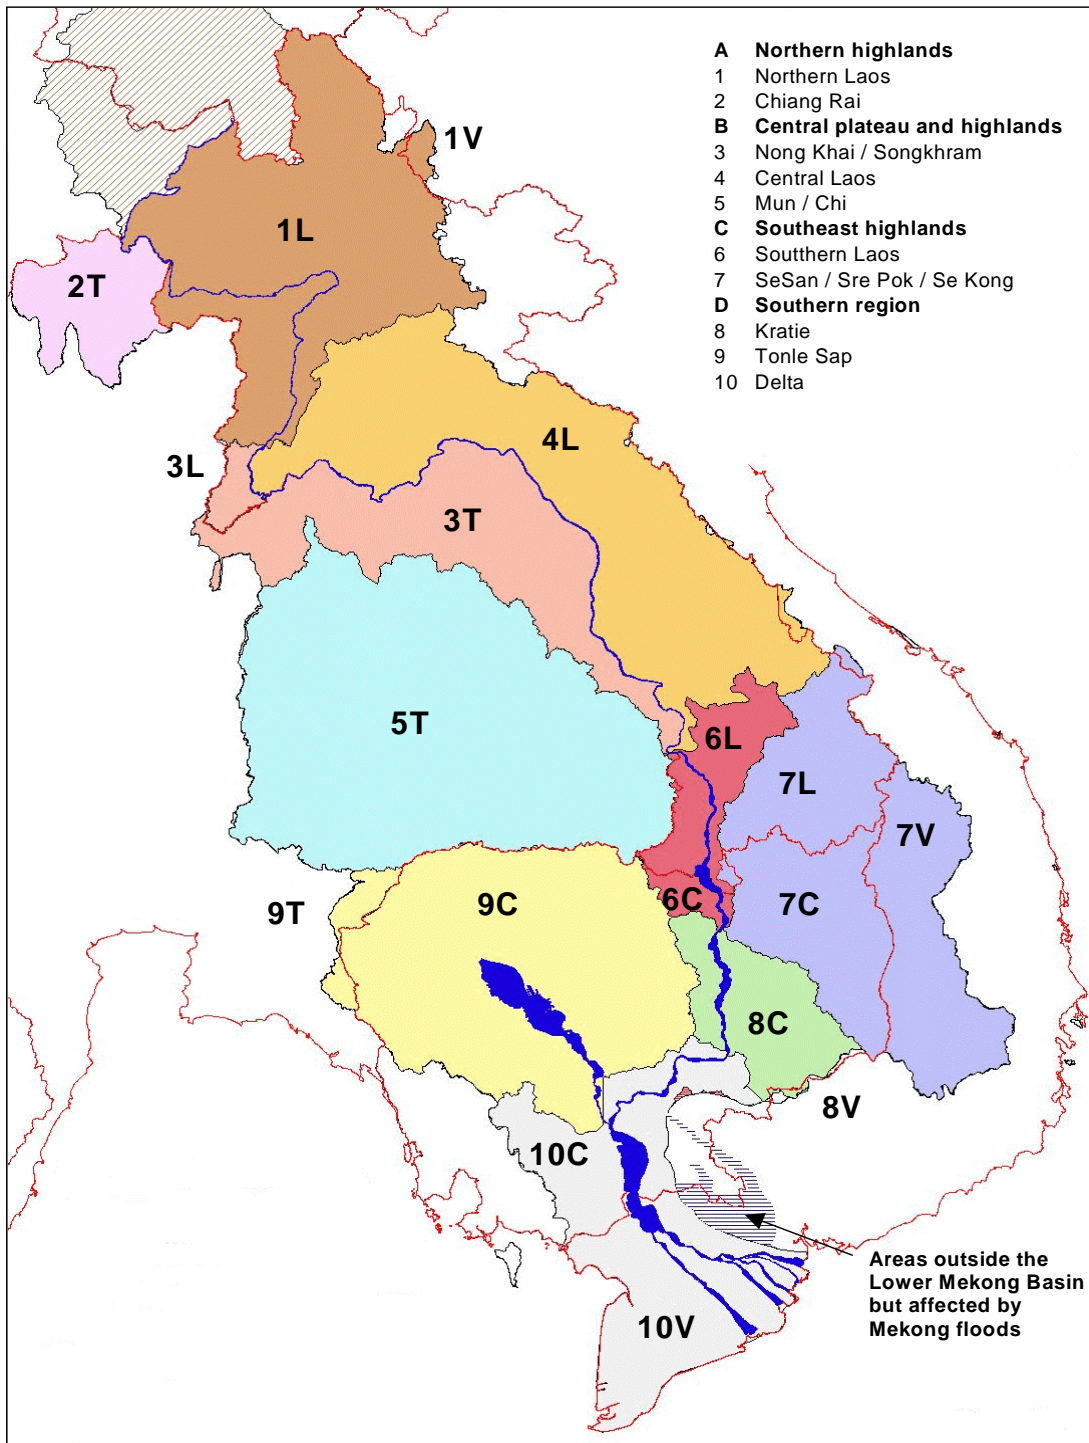 A Northern highlands
1 Northern Laos
2 Chiang Rai
B Central plateau and highlands
3 Nong Khai / Songkhram
4 Central Laos
5 Mun / Chi
C Southeast highlands
6 Soutthern Laos
7 SeSan / Sre Pok / Se Kong
D Southern region
8 Kratie
9 Tonle Sap
10 Delta
1V
1L
2T
4L
3L
3T
5T
6L
7L
7V
9T
9C
6C
7C
8C
8V
10C
Areas outside the
Lower Mekong Basin
but affected by
Mekong floods
10V